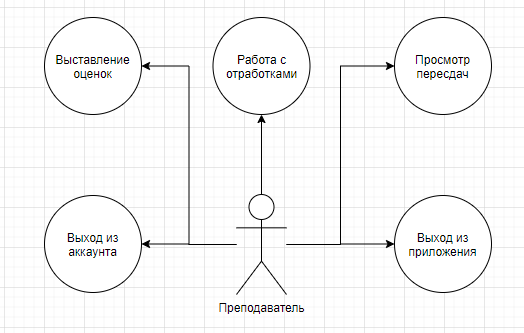 Выставление
оценок
Работа с
отработками
Просмотр
пересдач
Выход из
аккаунта
Выход из
приложения
Преподаватель